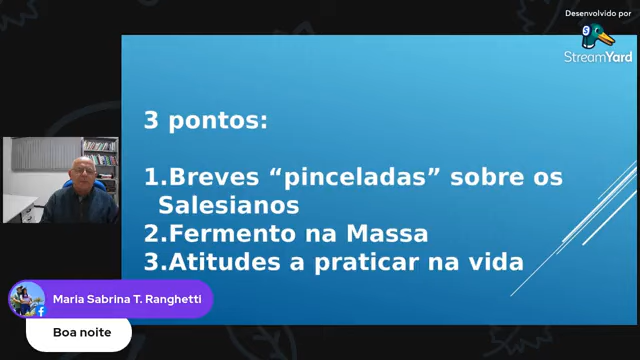 Desenvolvido por
StreamYard
3 pontos:
1.Breves “pinceladas” sobre os
Salesianos
2.Fermento na Massa
3.Atitudes a praticar na vida
Maria Sabrina T. Ranghetti
Boa noite